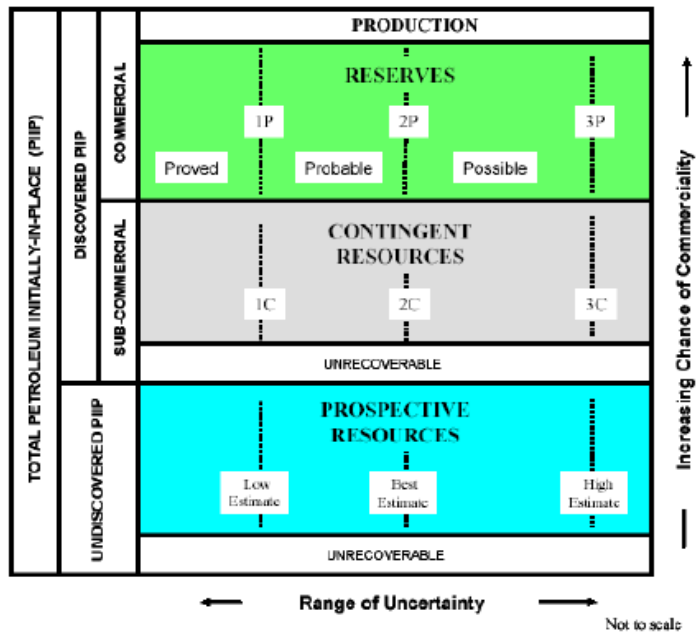 TOTAL PETROLEUM INITIALLY-IN-PLACE (PIIP)
DISCOVERED PIIP
UNDISCOVERED PIIP
COMMERCIAL
SUB-COMMERCIAL
PRODUCTION
RESERVES
1P
2P
3P
Proved
Probable
Possible
CONTINGENT
RESOURCES
1C
2C
3C
UNRECOVERABLE
PROSPECTIVE
RESOURCES
Low
Estimate
Best
Estimate
High
Estimate
UNRECOVERABLE
Increasing Chance of Commerciality
Range of Uncertainty
Not to scale